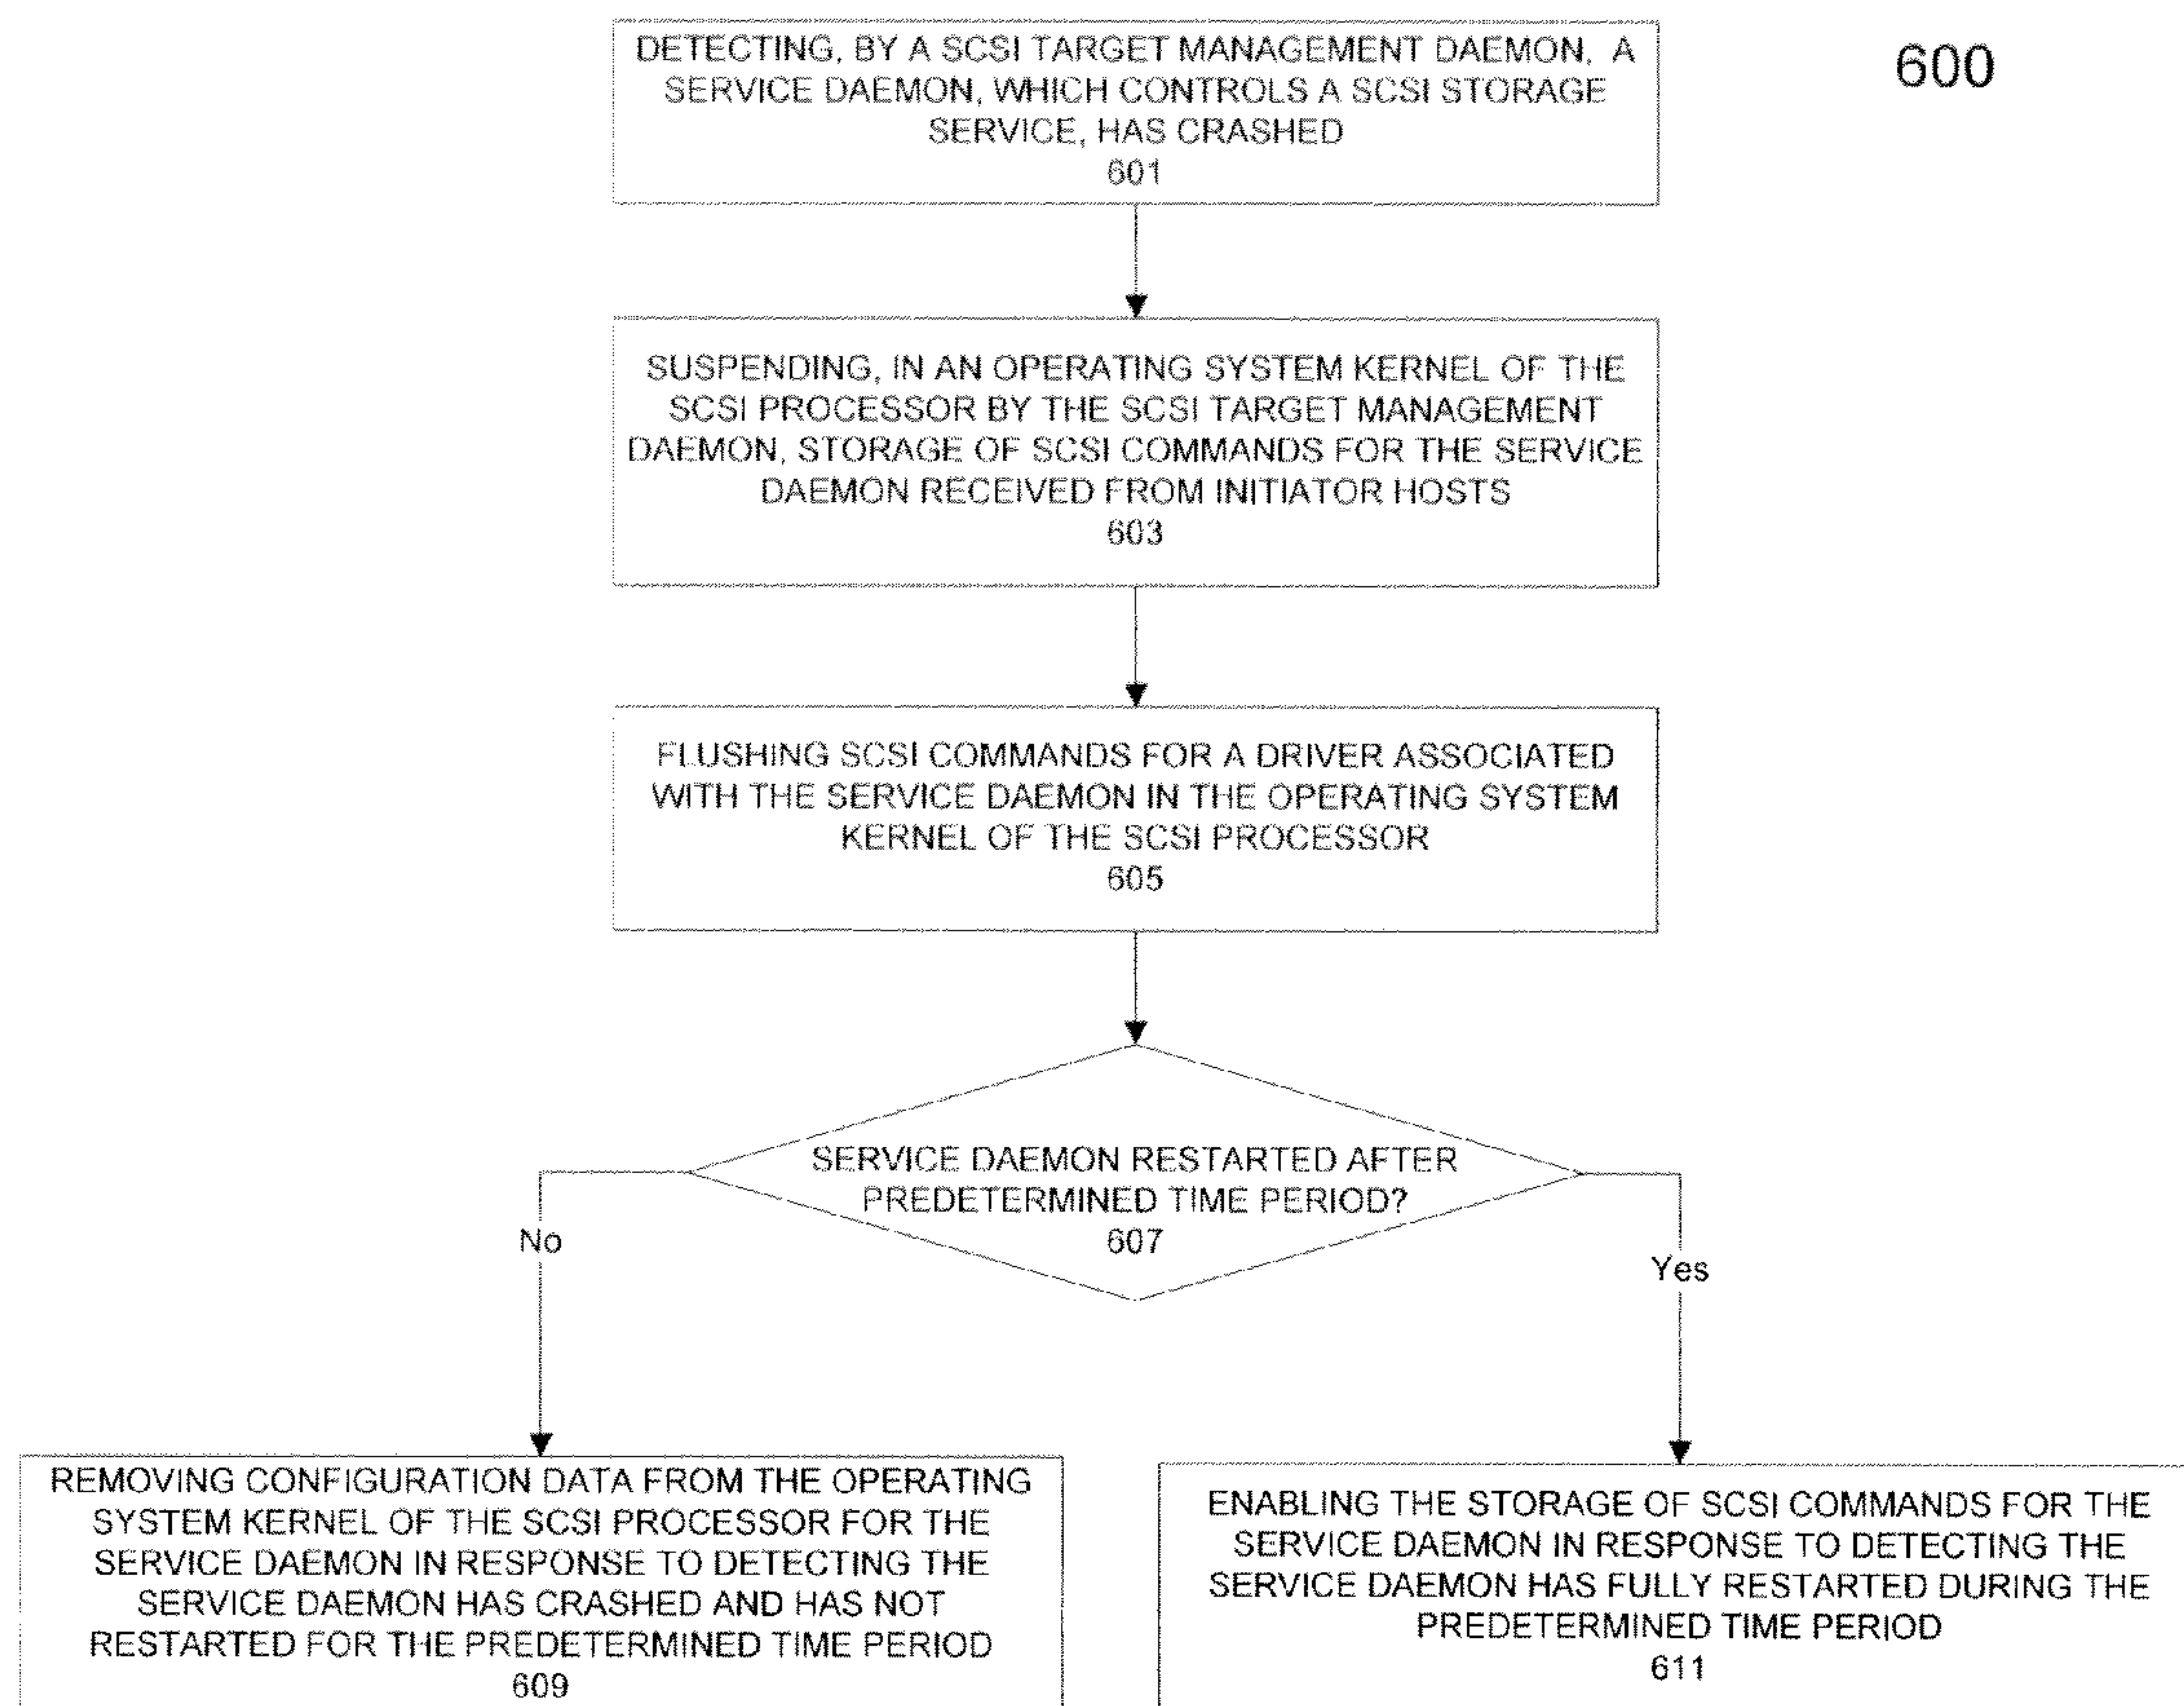 600
DETECTING, BY A SCSI TARGET MANAGEMENT DAEMON, A
SERVICE DAEMON, WHICH CONTROLS A SCSI STORAGE
SERVICE, HAS CRASHED
601
SUSPENDING, IN AN OPERATING SYSTEM KERNEL OF THE
SCSI PROCESSOR BY THE SCSI TARGET MANAGEMENT
DAEMON, STORAGE OF SCSI COMMANDS FOR THE SERVICE
DAEMON RECEIVED FROM INITIATOR HOSTS
603
FLUSHING SCSI COMMANDS FOR A DRIVER ASSOCIATED
WITH THE SERVICE DAEMON IN THE OPERATING SYSTEM
KERNEL OF THE SCSI PROCESSOR
605
SERVICE DAEMON RESTARTED AFTER
PREDETERMINED TIME PERIOD?
607
No
Yes
REMOVING CONFIGURATION DATA FROM THE OPERATING
SYSTEM KERNEL OF THE SCSI PROCESSOR FOR THE
SERVICE DAEMON IN RESPONSE TO DETECTING THE
SERVICE DAEMON HAS CRASHED AND HAS NOT
RESTARTED FOR THE PREDETERMINED TIME PERIOD
609
ENABLING THE STORAGE OF SCSI COMMANDS FOR THE
SERVICE DAEMON IN RESPONSE TO DETECTING THE
SERVICE DAEMON HAS FULLY RESTARTED DURING THE
PREDETERMINED TIME PERIOD
611